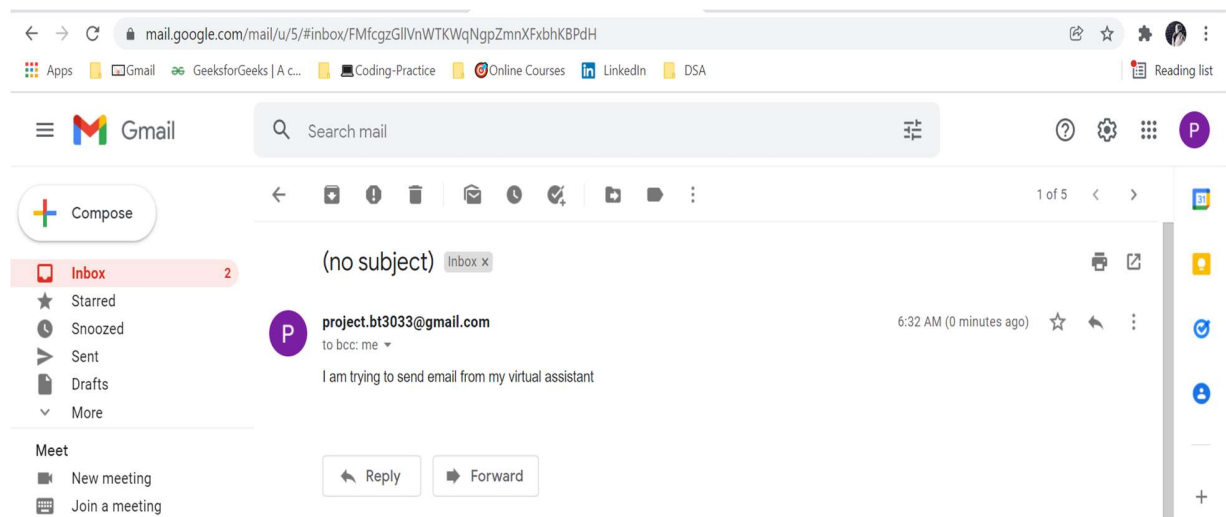 mail.google.com/mail/u/5/#inbox/FMfcgzGllVnWTKWqNgpZmnXFxbhKBPdH
Apps Gmail GeeksforGeeks | A c... Coding-Practice Online Courses in LinkedIn DSA Reading list
Gmail Search mail P
Compose 1 of 5 31
(no subject) Inbox x
Inbox 2
Starred
P project.bt3033@gmail.com 6:32 AM (0 minutes ago)
Snoozed
to bcc: me
Sent
I am trying to send email from my virtual assistant
Drafts
More
Meet
New meeting
Reply Forward
Join a meeting